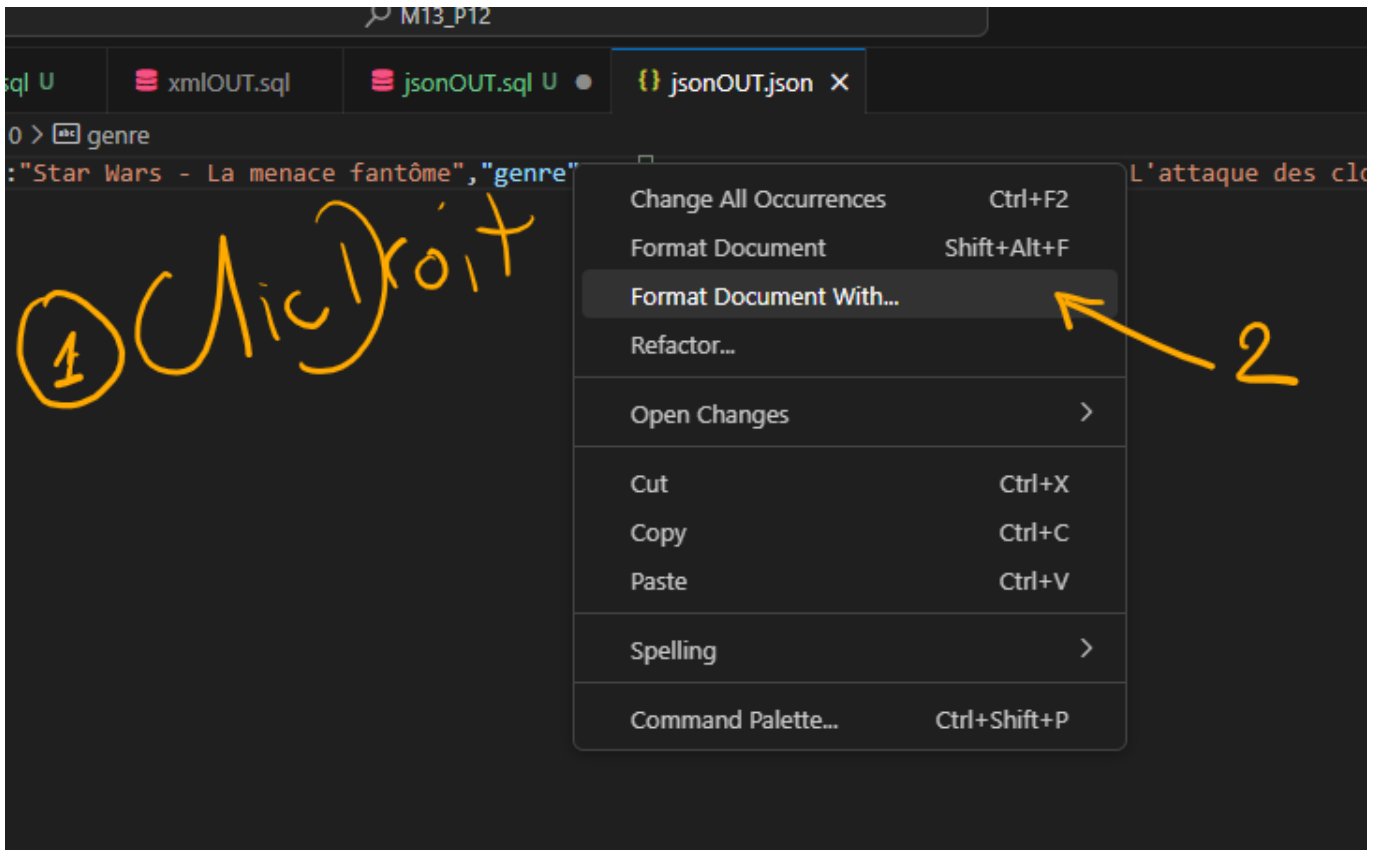 M13_P12
sql U xmlOUT.sql jsonOUT.sql U jsonOUT.json
0 > genre
:"Star Wars - La menace fantôme","genre" L'attaque des clo
Change All Occurrences Ctrl+F2
1 Clic Droit
Format Document Shift+Alt+F
Format Document With...
2
Refactor...
Open Changes
Cut Ctrl+X
Copy Ctrl+C
Paste Ctrl+V
Spelling
Command Palette... Ctrl+Shift+P